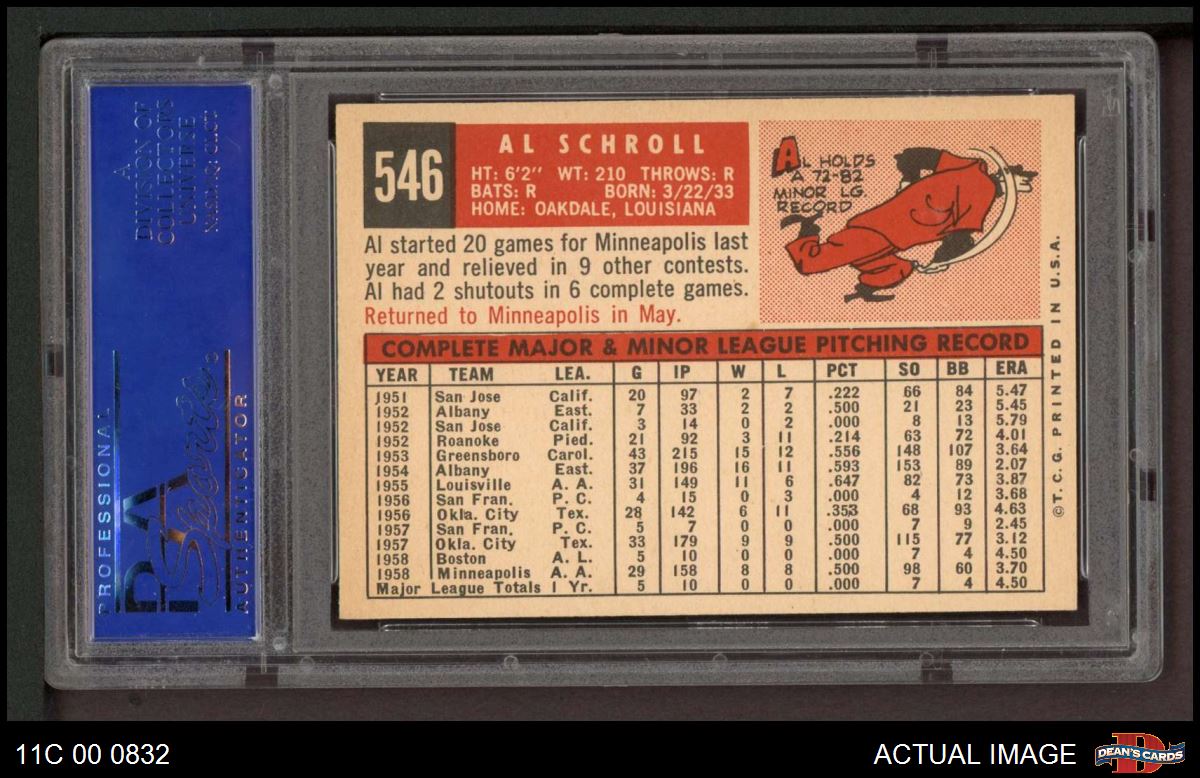 A
DIVISION OF
COLLECTORS
UNIVERSE
NASDAQ: CLCT
PROFESSIONAL
PSA
Sports
AUTHENTICATOR
546
AL SCHROLL
HT: 6'2" WT: 210 THROWS: R
BATS: R BORN: 3/22/33
HOME: OAKDALE, LOUISIANA
Al started 20 games for Minneapolis last
year and relieved in 9 other contests.
Al had 2 shutouts in 6 complete games.
Returned to Minneapolis in May.
AL HOLDS
A 72-82
MINOR LG.
RECORD
COMPLETE MAJOR & MINOR LEAGUE PITCHING RECORD
YEAR TEAM LEA. G IP W L PCT SO BB ERA
1951 San Jose Calif. 20 97 2 7 .222 66 84 5.47
1952 Albany East. 7 33 2 2 .500 21 23 5.45
1952 San Jose Calif. 3 14 0 2 .000 8 13 5.79
1952 Roanoke Pied. 21 92 3 11 .214 63 72 4.01
1953 Greensboro Carol. 43 215 15 12 .556 148 107 3.64
1954 Albany East. 37 196 16 11 .593 153 89 2.07
1955 Louisville A. A. 31 149 11 6 .647 82 73 3.87
1956 San Fran. P. C. 4 15 0 3 .000 4 12 3.68
1956 Okla. City Tex. 28 142 6 11 .353 68 93 4.63
1957 San Fran. P. C. 5 7 0 0 .000 7 9 2.45
1957 Okla. City Tex. 33 179 9 9 .500 115 77 3.12
1958 Boston A. L. 5 10 0 0 .000 7 4 4.50
1958 Minneapolis A. A. 29 158 8 8 .500 98 60 3.70
Major League Totals 1 Yr. 5 10 0 0 .000 7 4 4.50
©T. C. G. PRINTED IN U.S.A.
11C 00 0832
ACTUAL IMAGE
DEAN'S CARDS